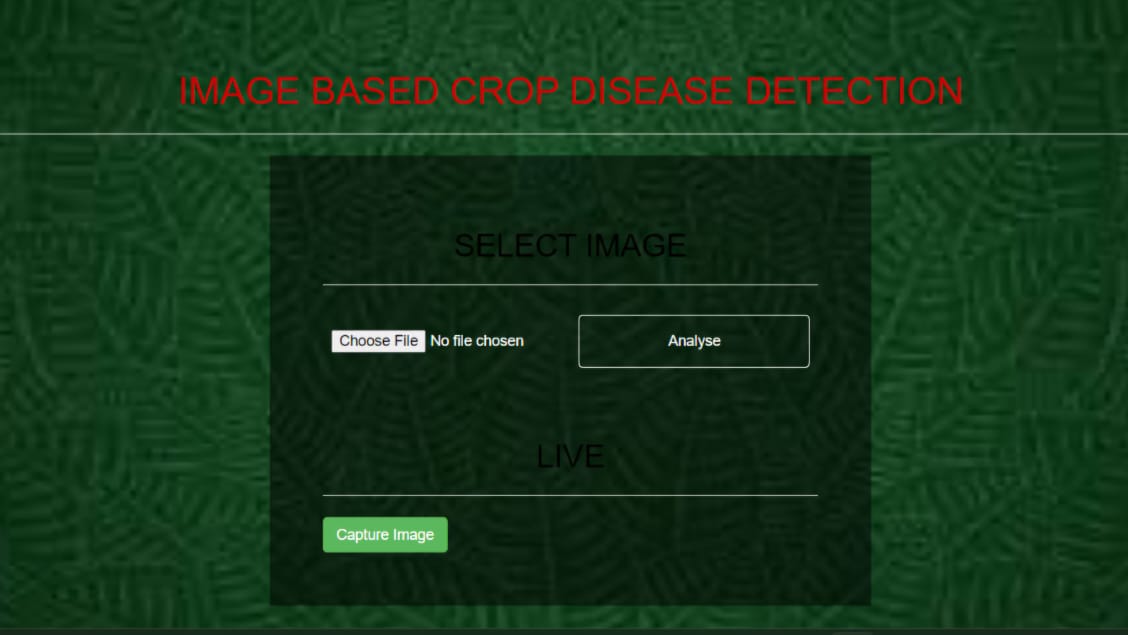 IMAGE BASED CROP DISEASE DETECTION
SELECT IMAGE
Choose File No file chosen
Analyse
LIVE
Capture Image